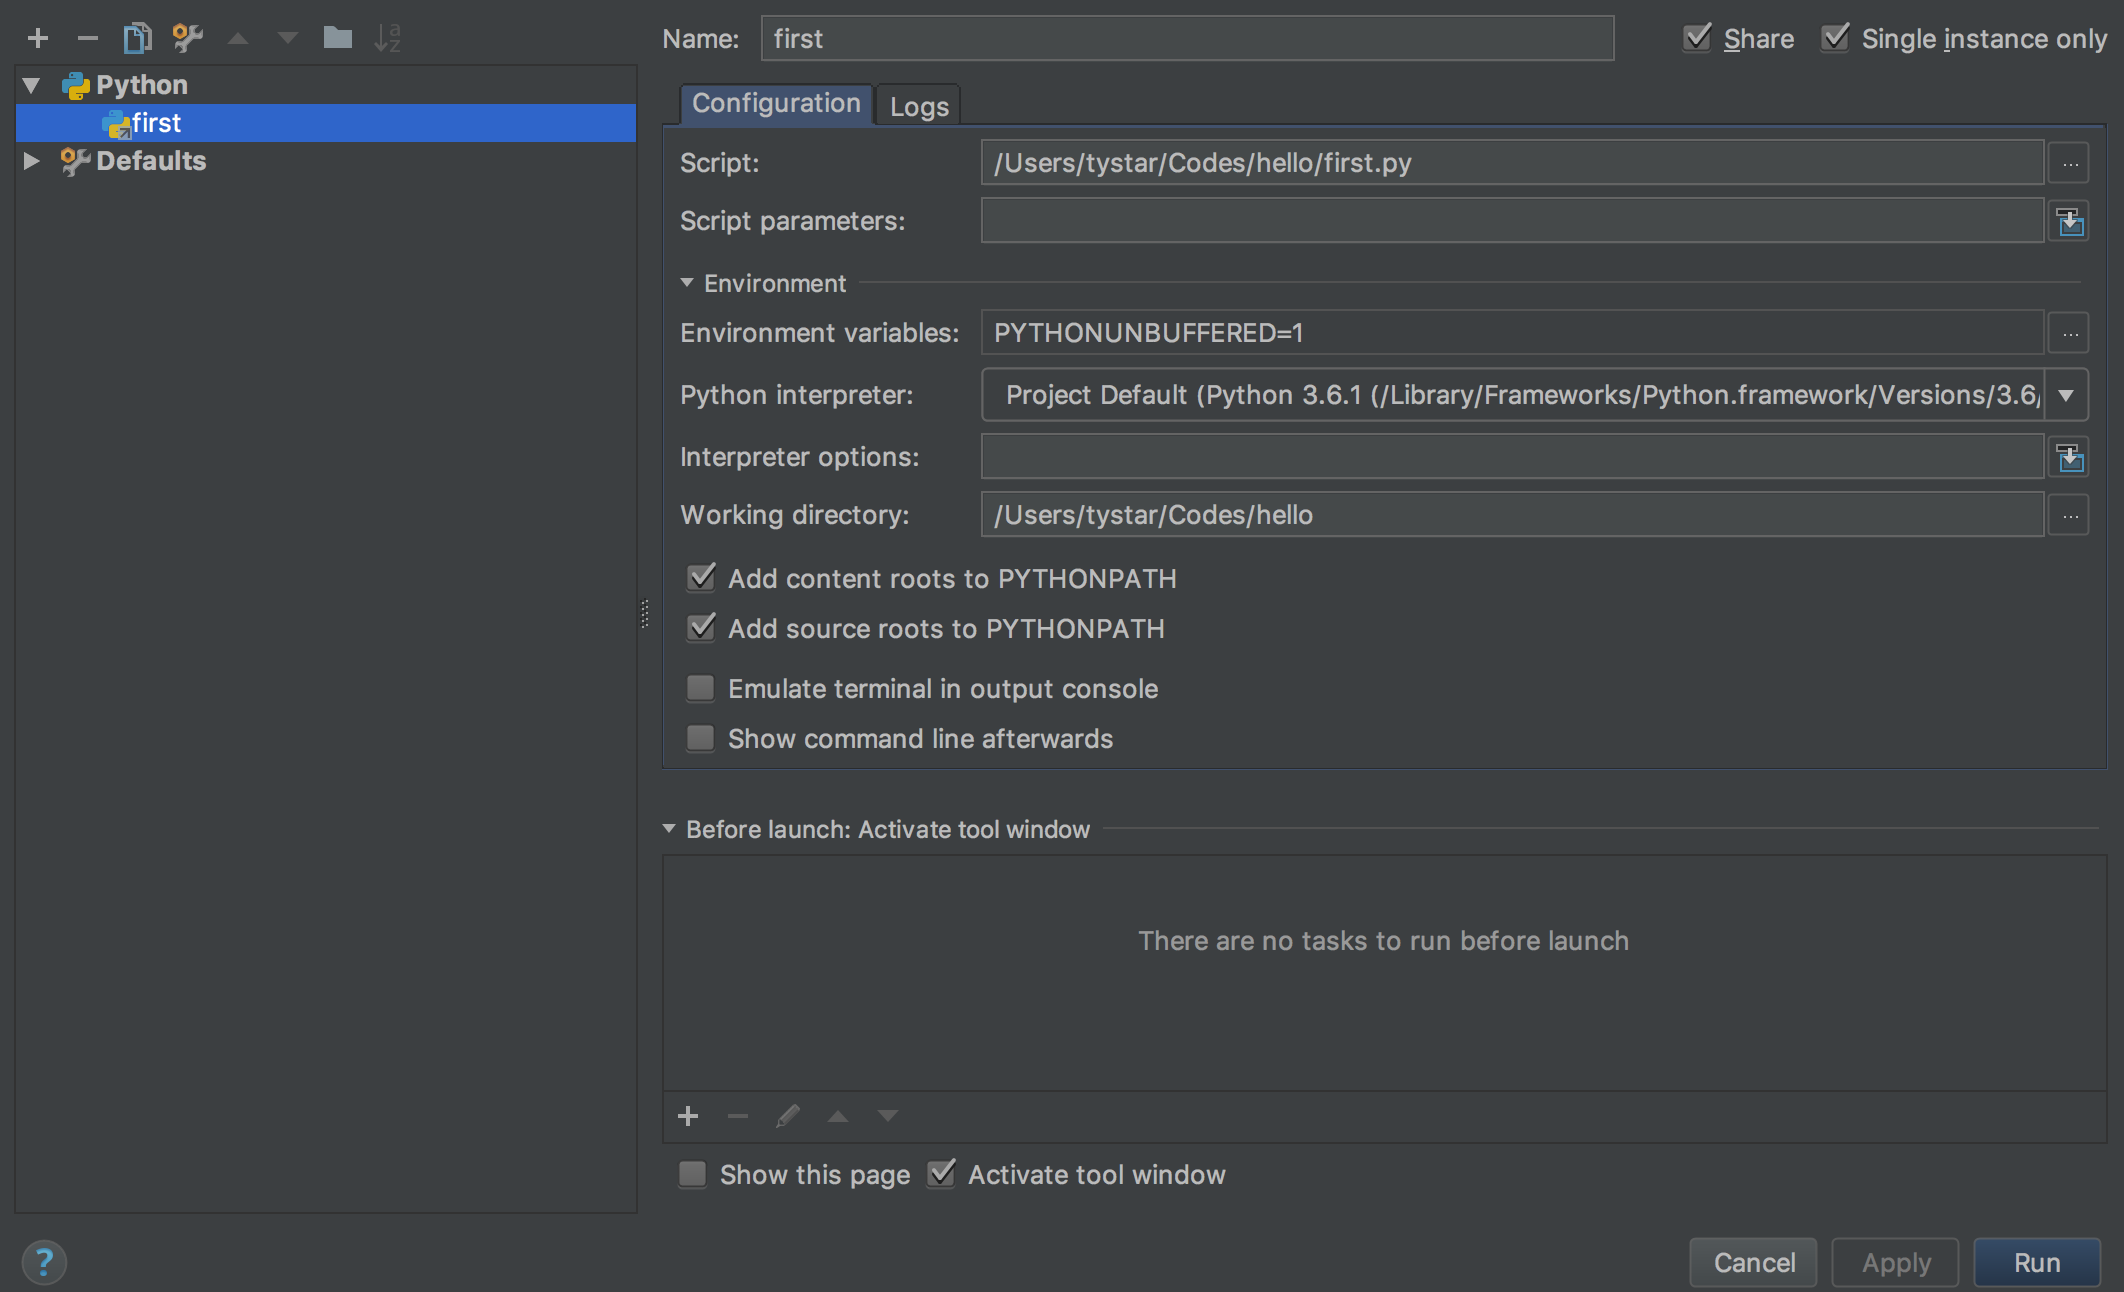 Name: first Share Single instance only
Python
first
Defaults
Configuration Logs
Script: /Users/tystar/Codes/hello/first.py ...
Script parameters:
Environment
Environment variables: PYTHONUNBUFFERED=1 ...
Python interpreter: Project Default (Python 3.6.1 (/Library/Frameworks/Python.framework/Versions/3.6/
Interpreter options:
Working directory: /Users/tystar/Codes/hello ...
Add content roots to PYTHONPATH
Add source roots to PYTHONPATH
Emulate terminal in output console
Show command line afterwards
Before launch: Activate tool window
There are no tasks to run before launch
Show this page Activate tool window
? Cancel Apply Run